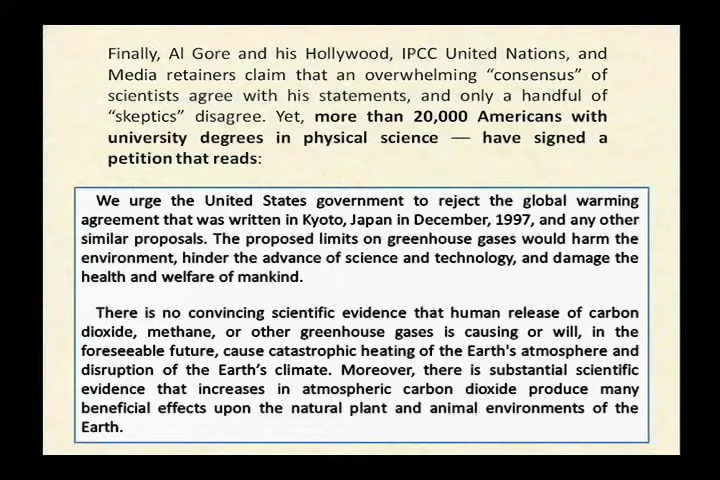 Finally, Al Gore and his Hollywood, IPCC United Nations, and
Media retainers claim that an overwhelming “consensus” of
scientists agree with his statements, and only a handful of
“skeptics” disagree. Yet, more than 20,000 Americans with
university degrees in physical science — have signed a
petition that reads:
We urge the United States government to reject the global warming
agreement that was written in Kyoto, Japan in December, 1997, and any other
similar proposals. The proposed limits on greenhouse gases would harm the
environment, hinder the advance of science and technology, and damage the
health and welfare of mankind.
There is no convincing scientific evidence that human release of carbon
dioxide, methane, or other greenhouse gases is causing or will, in the
foreseeable future, cause catastrophic heating of the Earth's atmosphere and
disruption of the Earth’s climate. Moreover, there is substantial scientific
evidence that increases in atmospheric carbon dioxide produce many
beneficial effects upon the natural plant and animal environments of the
Earth.